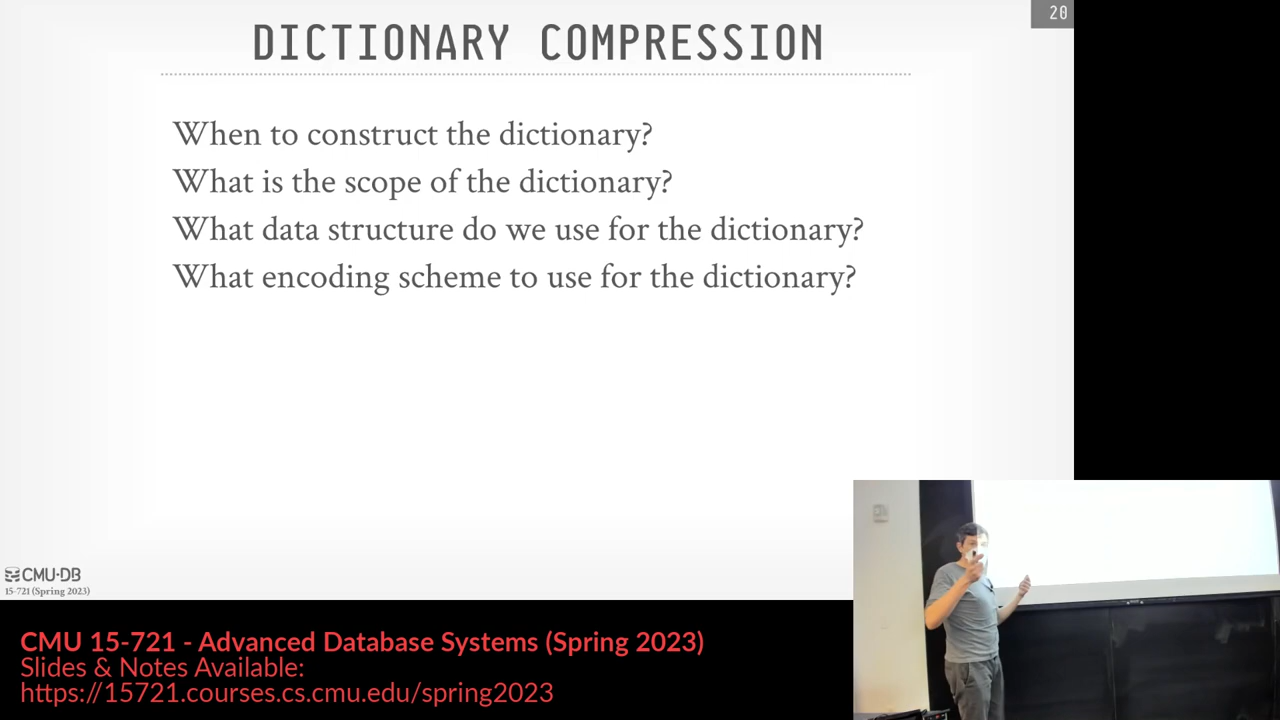 20
DICTIONARY COMPRESSION
When to construct the dictionary?
What is the scope of the dictionary?
What data structure do we use for the dictionary?
What encoding scheme to use for the dictionary?
CMU·DB
15-721 (Spring 2023)
CMU 15-721 - Advanced Database Systems (Spring 2023)
Slides & Notes Available:
https://15721.courses.cs.cmu.edu/spring2023